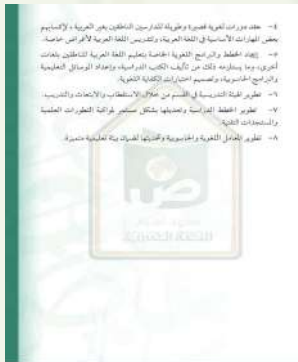 ٤- عقد دورات لغوية قصيرة وطويلة للدارسين الناطقين بغير العربية ، لإكسابهم
بعض المهارات الأساسية في اللغة العربية، وتدريس اللغة العربية لأغراض خاصة.
٥- إعداد الخطط والبرامج اللغوية الخاصة بتعليم اللغة العربية للناطقين بلغات
أخرى، وما يستلزمه ذلك من تأليف الكتب الدراسية، وإعداد الوسائل التعليمية
والبرامج الحاسوبية، وتصميم اختبارات الكفاية اللغوية.
٦- تطوير الهيئة التدريسية في القسم من خلال الاستقطاب والابتعاث والتدريب.
٧- تطوير الخطط الدراسية وتعديلها بشكل مستمر لمواكبة التطورات العلمية
والمستجدات التقنية.
٨- تطوير المعامل اللغوية والحاسوبية وتحديثها لضمان بيئة تعليمية متميزة.